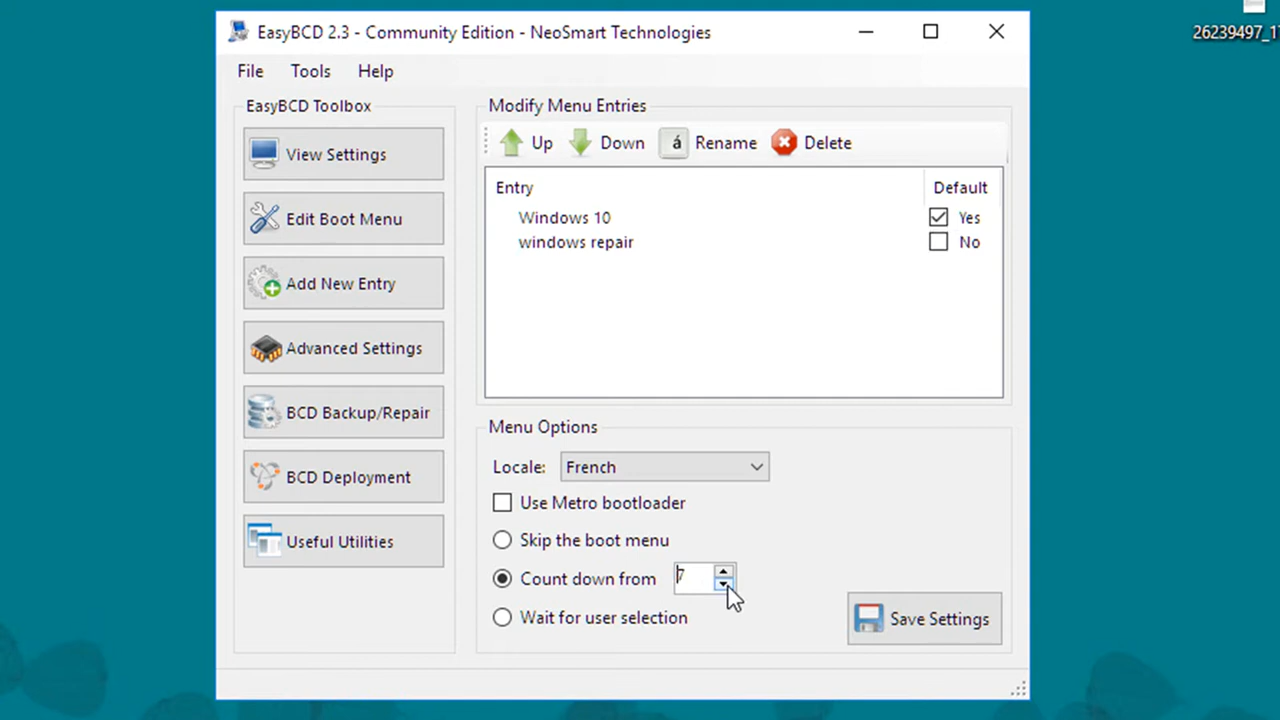 EasyBCD 2.3 - Community Edition - NeoSmart Technologies
File Tools Help
EasyBCD Toolbox
View Settings
Edit Boot Menu
Add New Entry
Advanced Settings
BCD Backup/Repair
BCD Deployment
Useful Utilities
Modify Menu Entries
Up Down á Rename Delete
Entry Default
Windows 10 Yes
windows repair No
Menu Options
Locale: French
Use Metro bootloader
Skip the boot menu
Count down from 7
Wait for user selection
Save Settings